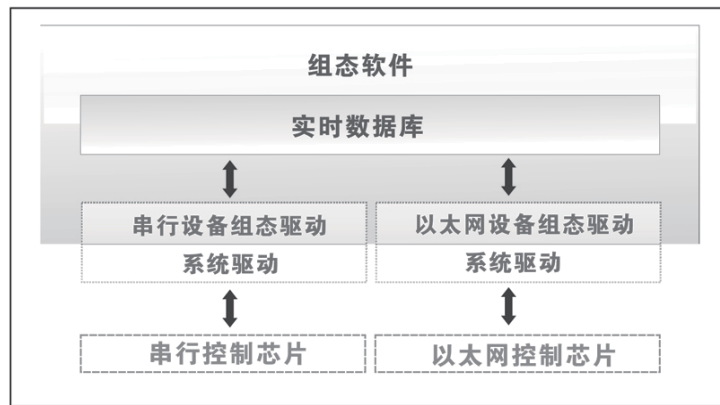 组态软件
实时数据库
串行设备组态驱动 以太网设备组态驱动
系统驱动 系统驱动
串行控制芯片 以太网控制芯片